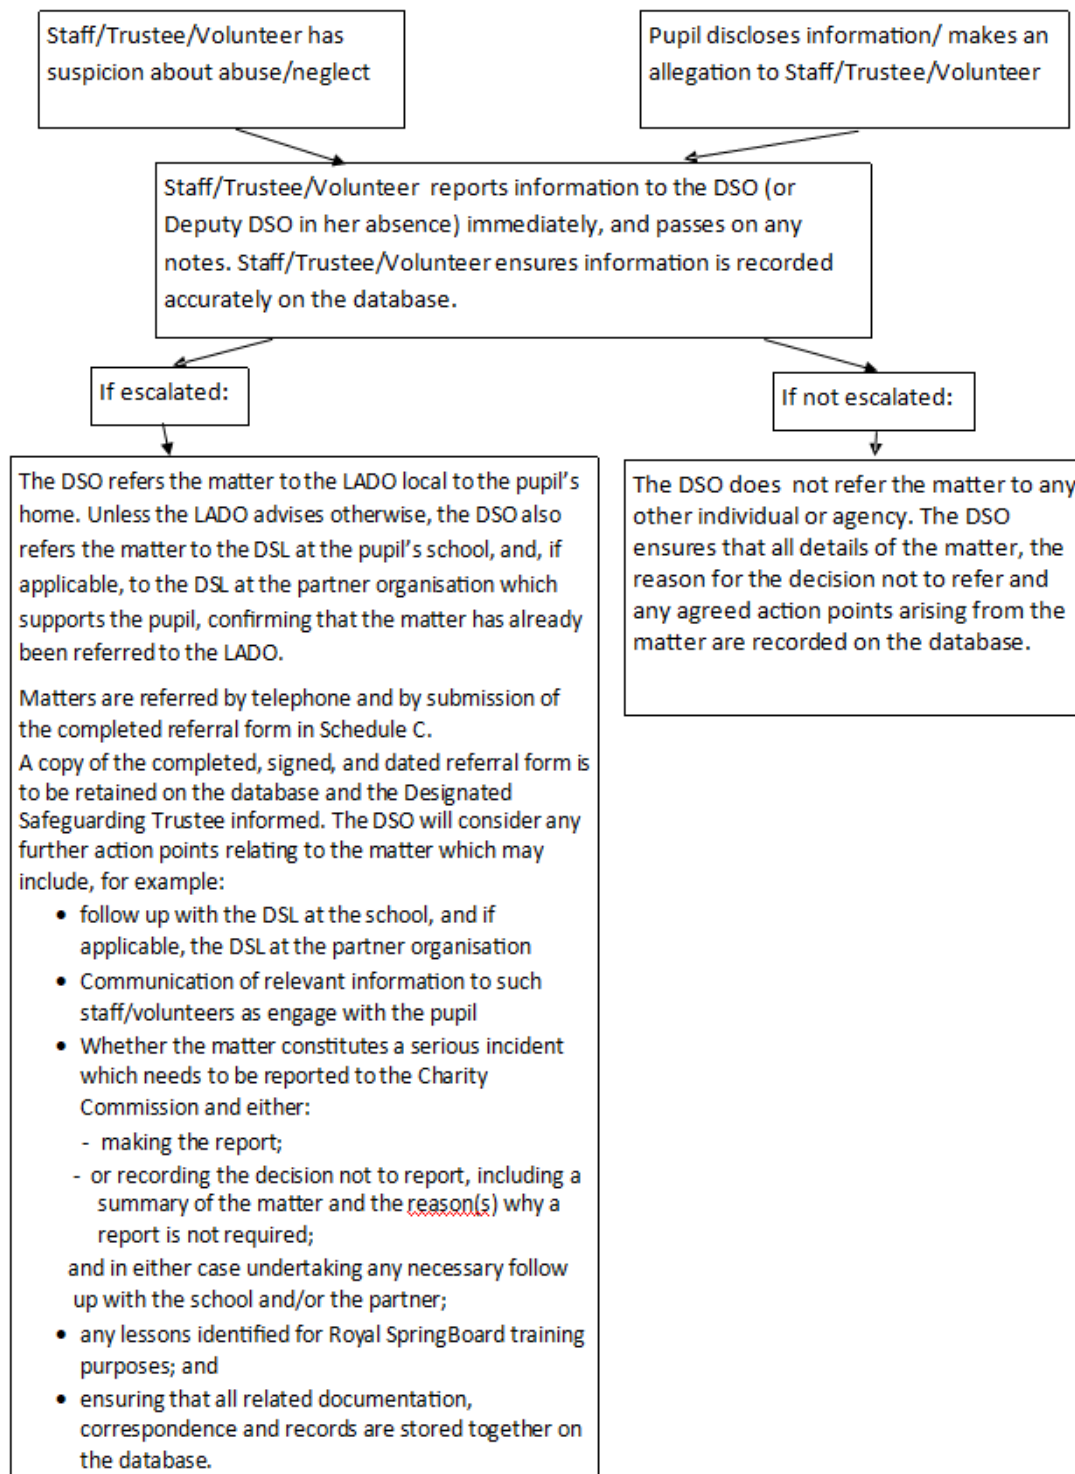 Staff/Trustee/Volunteer has
suspicion about abuse/neglect
Pupil discloses information/ makes an
allegation to Staff/Trustee/Volunteer
Staff/Trustee/Volunteer reports information to the DSO (or
Deputy DSO in her absence) immediately, and passes on any
notes. Staff/Trustee/Volunteer ensures information is recorded
accurately on the database.
If escalated:
If not escalated:
The DSO refers the matter to the LADO local to the pupil's
home. Unless the LADO advises otherwise, the DSO also
refers the matter to the DSL at the pupil's school, and, if
applicable, to the DSL at the partner organisation which
supports the pupil, confirming that the matter has already
been referred to the LADO.
Matters are referred by telephone and by submission of
the completed referral form in Schedule C.
A copy of the completed, signed, and dated referral form is
to be retained on the database and the Designated
Safeguarding Trustee informed. The DSO will consider any
further action points relating to the matter which may
include, for example:
• follow up with the DSL at the school, and if
applicable, the DSL at the partner organisation
• Communication of relevant information to such
staff/volunteers as engage with the pupil
• Whether the matter constitutes a serious incident
which needs to be reported to the Charity
Commission and either:
- making the report;
- or recording the decision not to report, including a
summary of the matter and the reason(s) why a
report is not required;
and in either case undertaking any necessary follow
up with the school and/or the partner;
• any lessons identified for Royal SpringBoard training
purposes; and
• ensuring that all related documentation,
correspondence and records are stored together on
the database.
The DSO does not refer the matter to any
other individual or agency. The DSO
ensures that all details of the matter, the
reason for the decision not to refer and
any agreed action points arising from the
matter are recorded on the database.